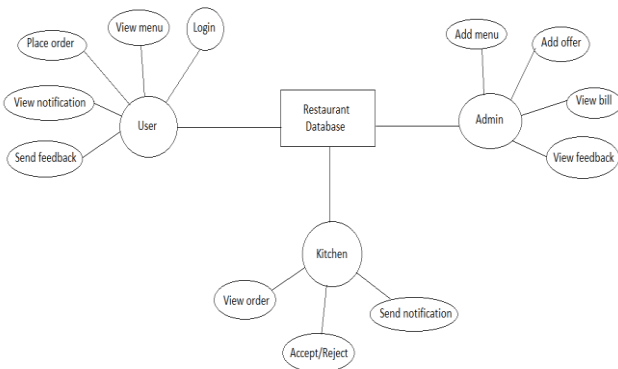 View menu
Login
Place order
View notification
User
Send feedback
Restaurant
Database
Add menu
Add offer
View bill
Admin
View feedback
Kitchen
View order
Send notification
Accept/Reject